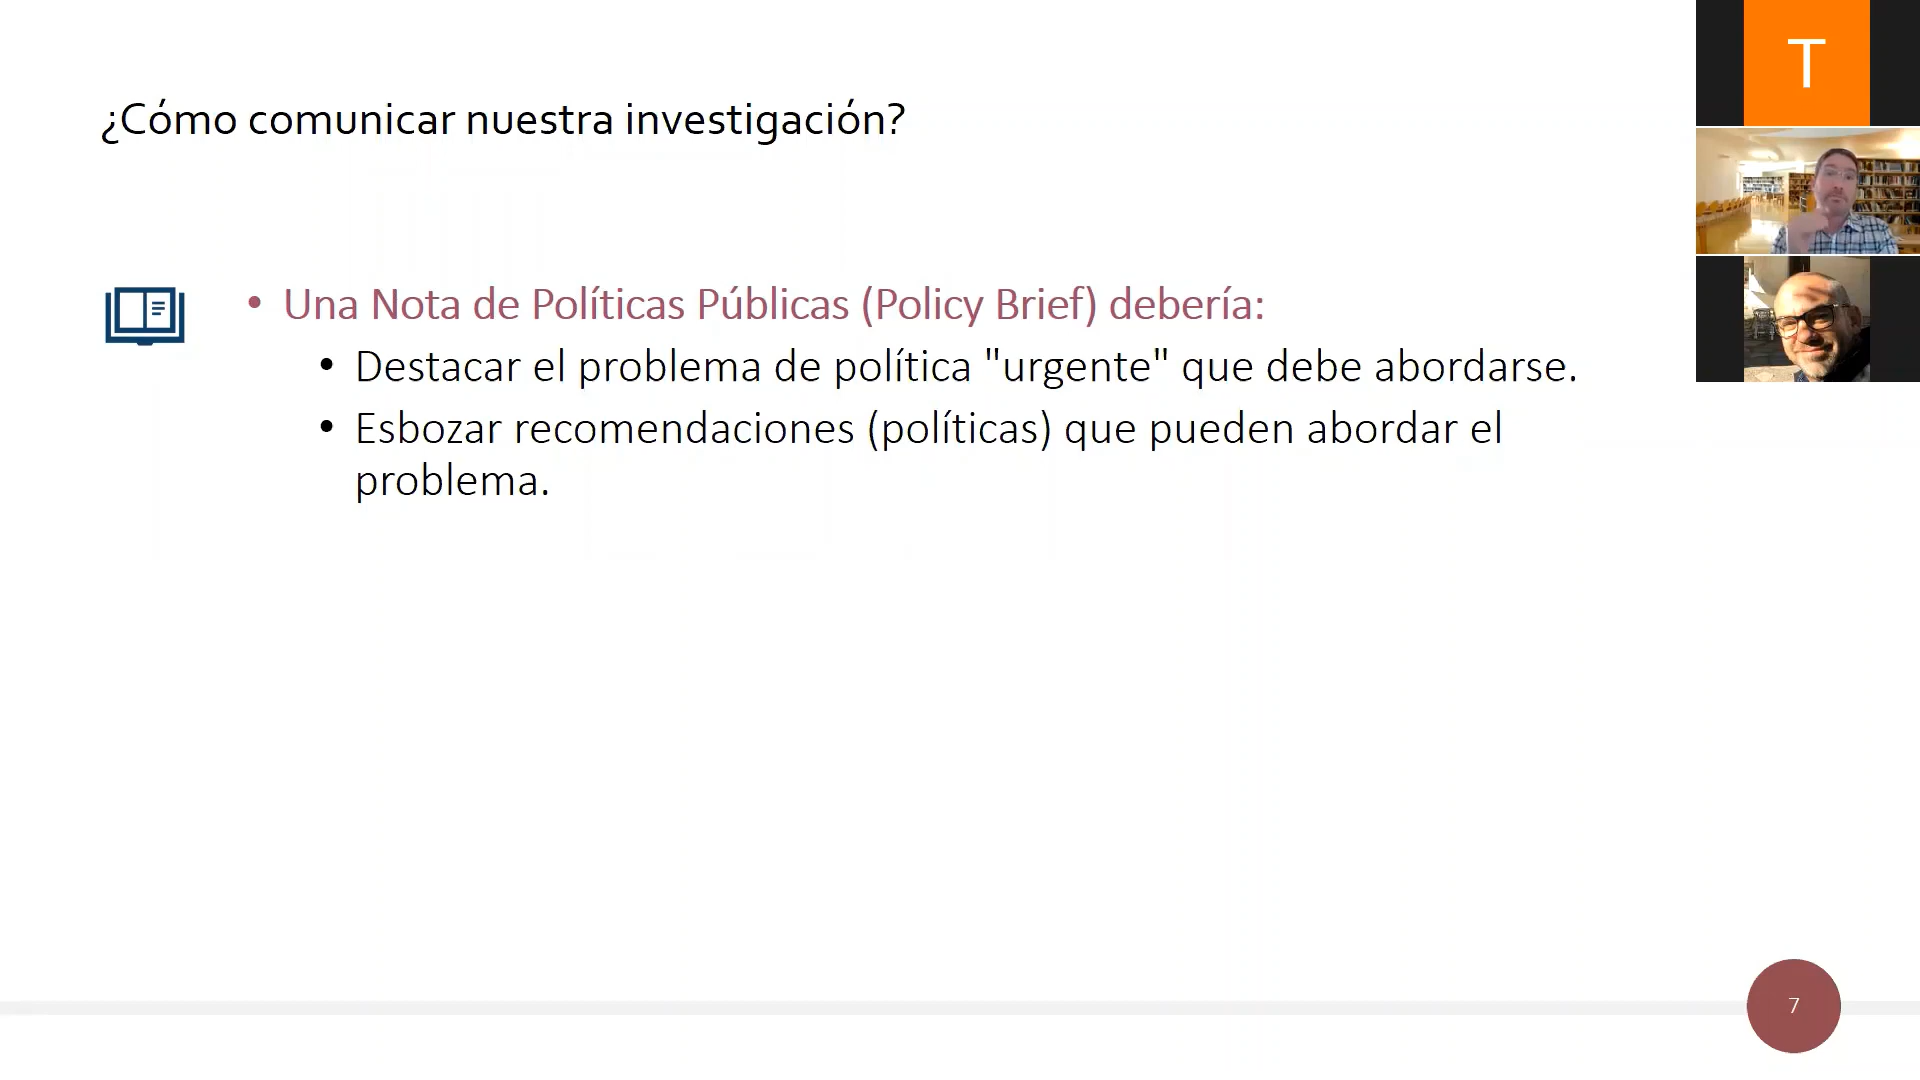 ¿Cómo comunicar nuestra investigación?
T
• Una Nota de Políticas Públicas (Policy Brief) debería:
• Destacar el problema de política "urgente" que debe abordarse.
• Esbozar recomendaciones (políticas) que pueden abordar el
problema.
7